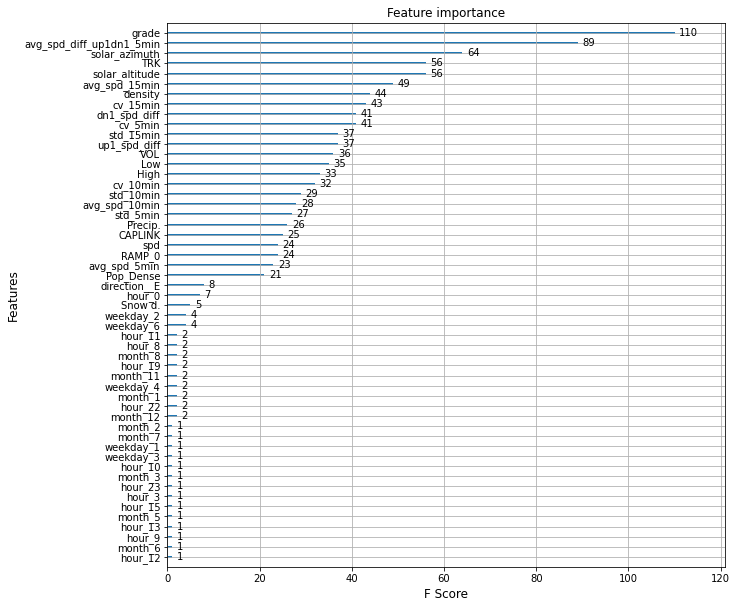 Feature importance
grade 110
avg_spd_diff_up1dn1_5min 89
solar_azimuth 64
TRK 56
solar_altitude 56
avg_spd_15min 49
density 44
cv_15min 43
dn1_spd_diff 41
cv_5min 41
std_15min 37
up1_spd_diff 37
VOL 36
Low 35
High 33
cv_10min 32
std_10min 29
avg_spd_10min 28
std_5min 27
Precip. 26
CAPLINK 25
spd 24
RAMP_0 24
avg_spd_5min 23
Pop_Dense 21
direction__E 8
hour_0 7
Snow d. 5
weekday_2 4
weekday_6 4
hour_11 2
hour_8 2
month_8 2
hour_19 2
month_11 2
weekday_4 2
month_1 2
hour_22 2
month_12 2
month_2 1
month_7 1
weekday_1 1
weekday_3 1
hour_10 1
month_3 1
hour_23 1
hour_3 1
hour_15 1
month_5 1
hour_13 1
hour_9 1
month_6 1
hour_12 1
Features
0 20 40 60 80 100 120
F Score